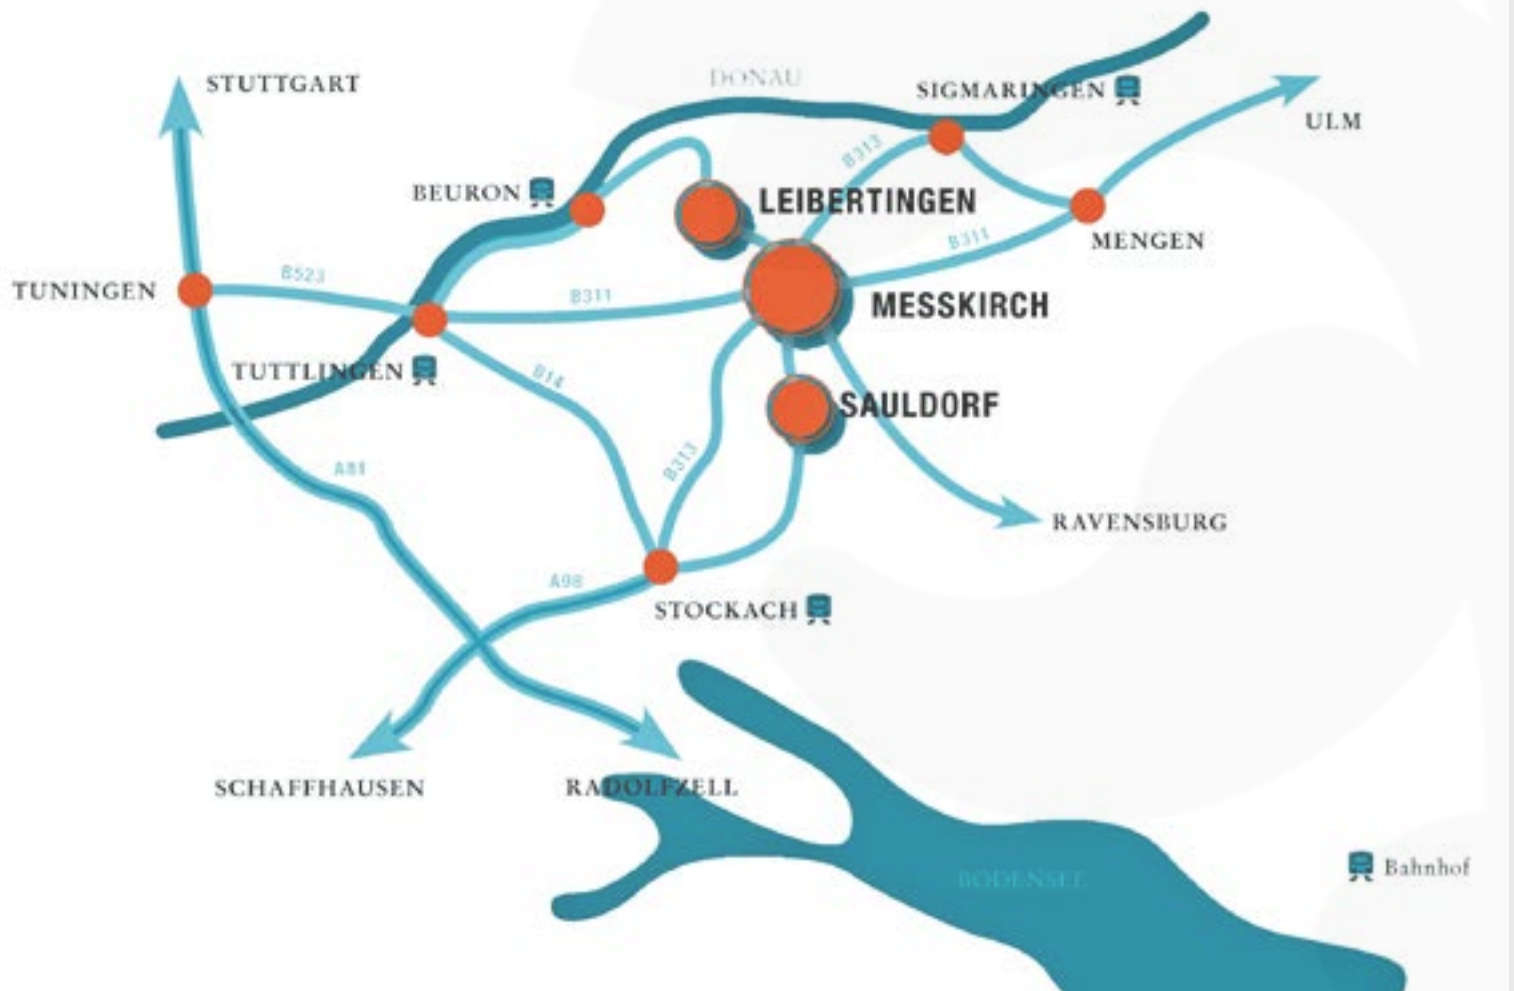 STUTTGART
DONAU
SIGMARINGEN
ULM
B313
BEURON
LEIBERTINGEN
MENGEN
B311
TUNINGEN
B523
B311
MESSKIRCH
TUTTLINGEN
B14
SAULDORF
B313
A81
RAVENSBURG
A98
STOCKACH
SCHAFFHAUSEN
RADOLFZELL
BODENSEE
Bahnhof